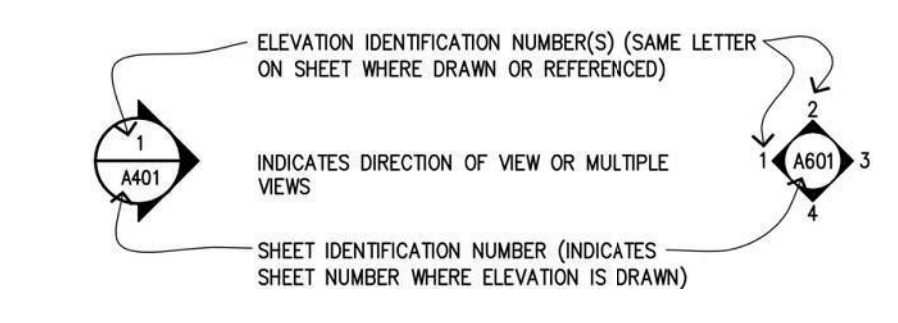 ELEVATION IDENTIFICATION NUMBER(S) (SAME LETTER
ON SHEET WHERE DRAWN OR REFERENCED)
2
1
A401
INDICATES DIRECTION OF VIEW OR MULTIPLE
VIEWS
1
A601
3
4
SHEET IDENTIFICATION NUMBER (INDICATES
SHEET NUMBER WHERE ELEVATION IS DRAWN)